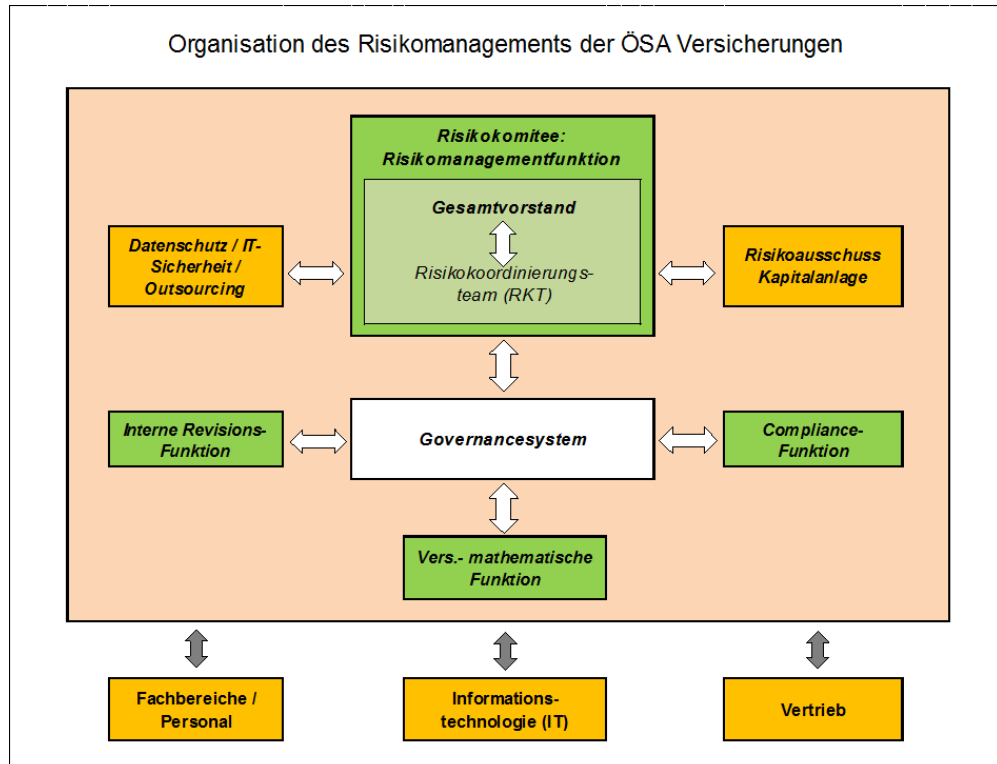 Organisation des Risikomanagements der ÖSA Versicherungen
Risikokomitee:
Risikomanagementfunktion
Gesamtvorstand
Risikokoordinierungs-
team (RKT)
Datenschutz / IT-
Sicherheit /
Outsourcing
Risikoausschuss
Kapitalanlage
Interne Revisions-
Funktion
Governancesystem
Compliance-
Funktion
Vers.- mathematische
Funktion
Fachbereiche /
Personal
Informations-
technologie (IT)
Vertrieb